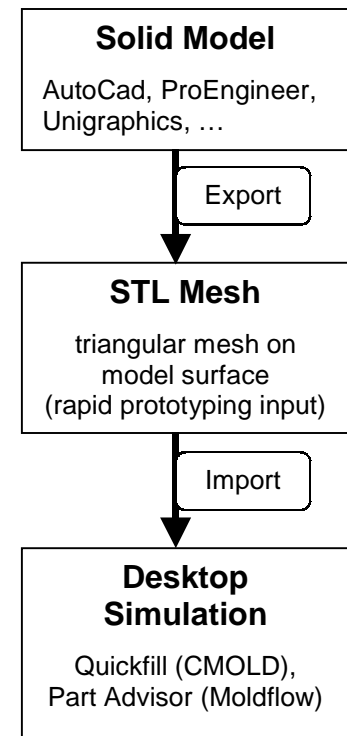 Solid Model
AutoCad, ProEngineer,
Unigraphics, …
Export
STL Mesh
triangular mesh on
model surface
(rapid prototyping input)
Import
Desktop
Simulation
Quickfill (CMOLD),
Part Advisor (Moldflow)